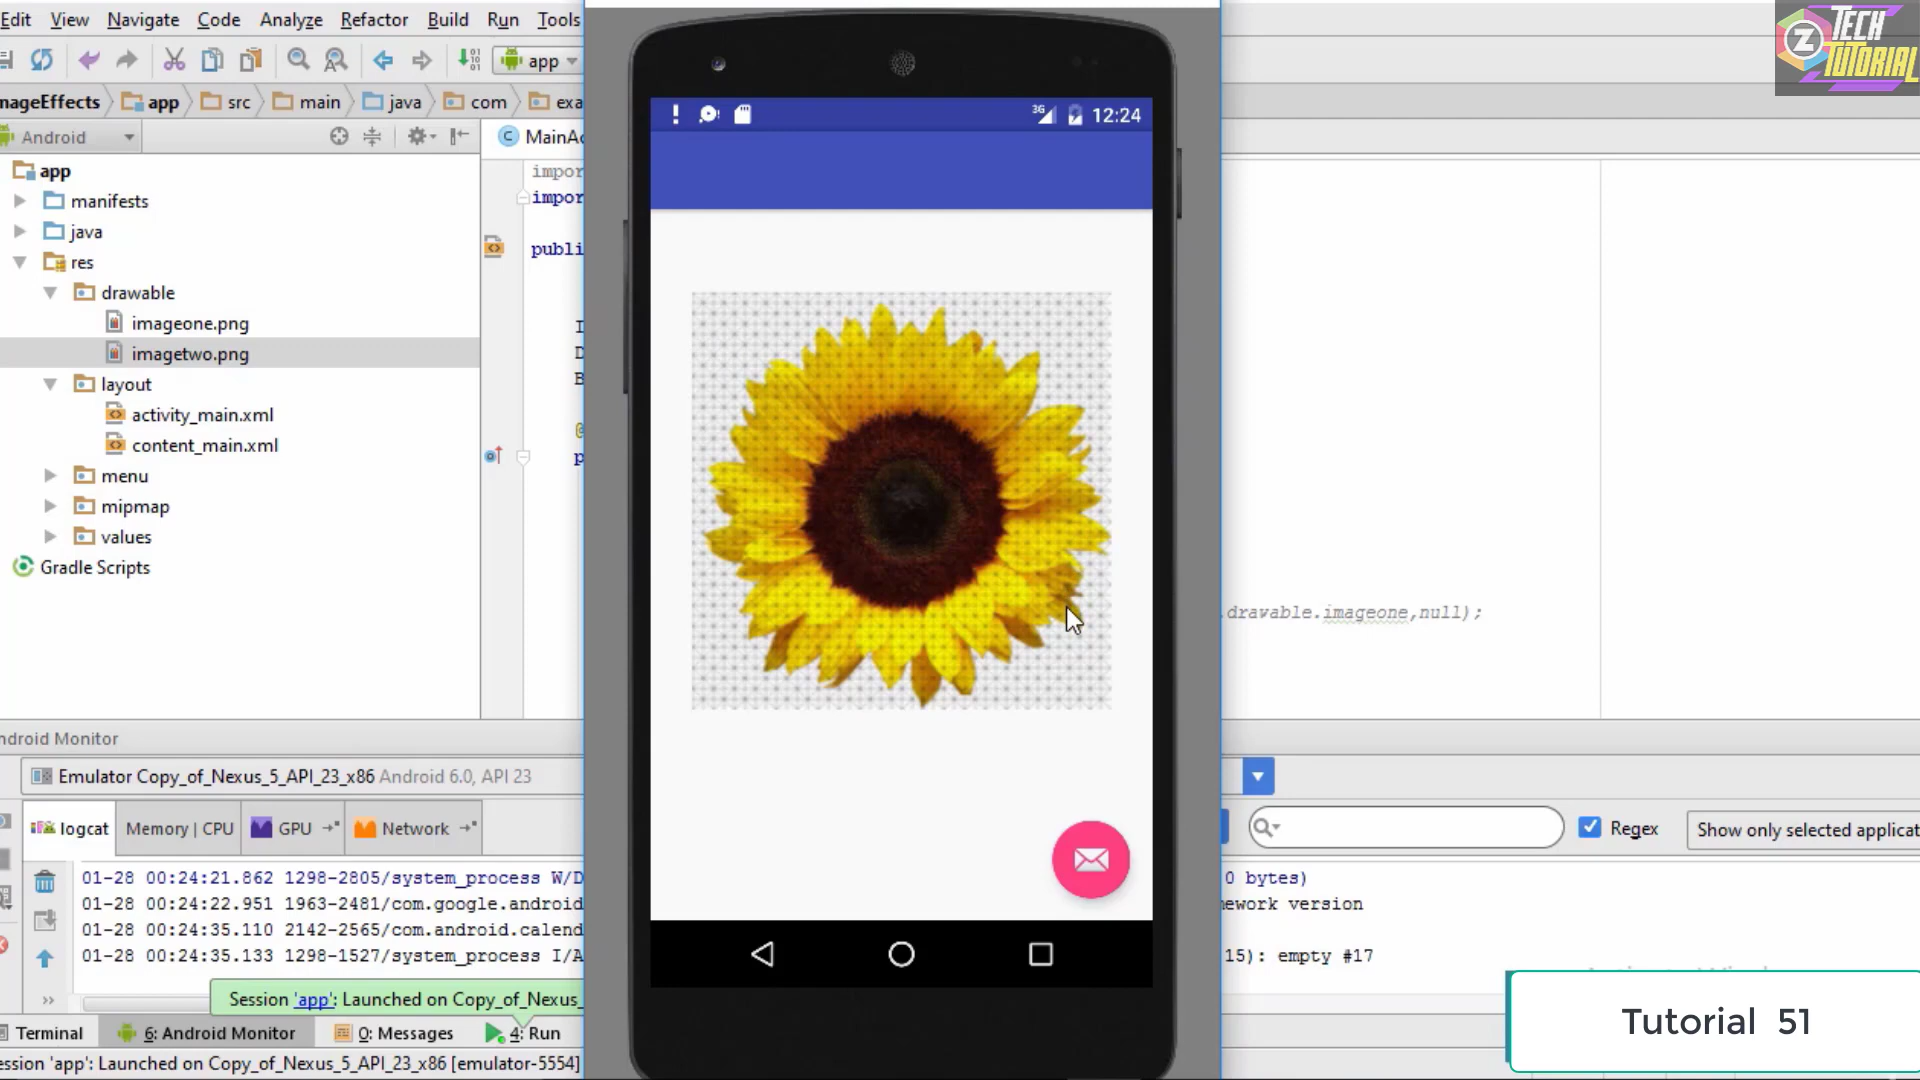 Edit View Navigate Code Analyze Refactor Build Run Tools
app
nageEffects app src main java com exa
Android
MainAc
app
manifests
java
res
drawable
imageone.png
imagetwo.png
layout
activity_main.xml
content_main.xml
menu
mipmap
values
Gradle Scripts
impor
impor
publi
I
D
B
@
p
3G 12:24
.drawable.imageone,null);
Z TECH
TUTORIAL
ndroid Monitor
Emulator Copy_of_Nexus_5_API_23_x86 Android 6.0, API 23
logcat Memory | CPU GPU Network
Regex Show only selected applicat
01-28 00:24:21.862 1298-2805/system_process W/D
0 bytes)
01-28 00:24:22.951 1963-2481/com.google.android
ework version
01-28 00:24:35.110 2142-2565/com.android.calend
01-28 00:24:35.133 1298-1527/system_process I/A
15): empty #17
Session 'app': Launched on Copy_of_Nexus_
Terminal 6: Android Monitor 0: Messages 4: Run
ession 'app': Launched on Copy_of_Nexus_5_API_23_x86 [emulator-5554]
Tutorial 51